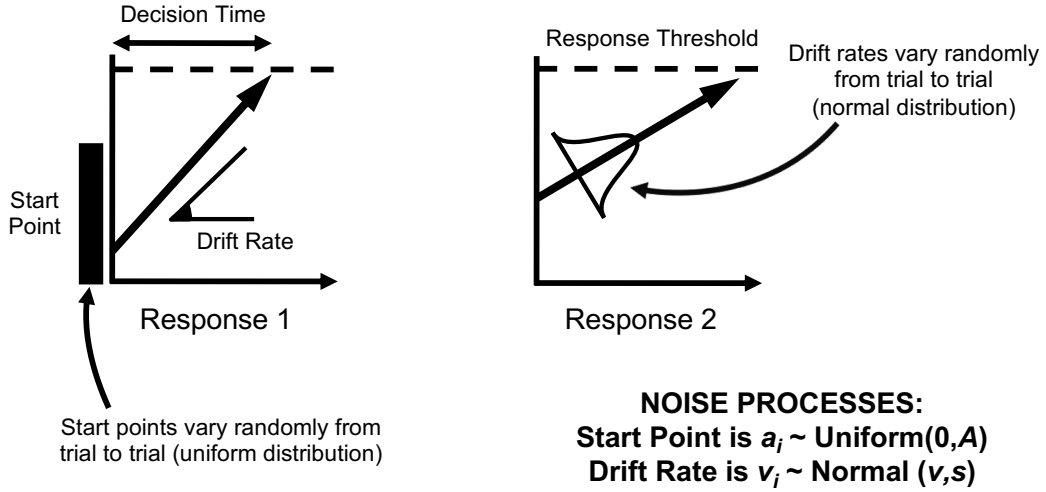 Decision Time
Start
Point
Drift Rate
Response 1
Start points vary randomly from
trial to trial (uniform distribution)
Response Threshold
Drift rates vary randomly
from trial to trial
(normal distribution)
Response 2
NOISE PROCESSES:
Start Point is aᵢ ~ Uniform(0,A)
Drift Rate is vᵢ ~ Normal (v,s)